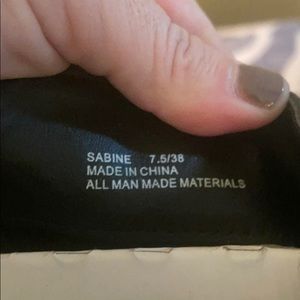 SABINE 7.5/38
MADE IN CHINA
ALL MAN MADE MATERIALS